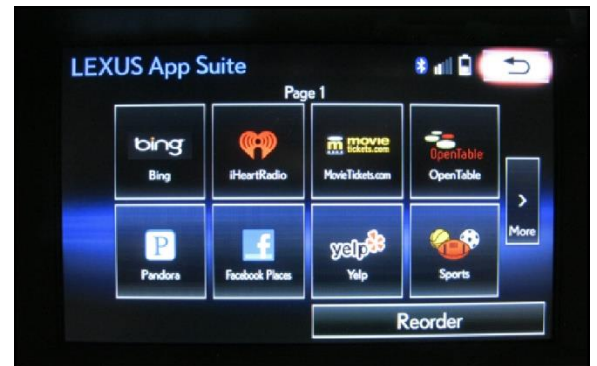 LEXUS App Suite
Page 1
bing
movie
tickets.com
OpenTable
Bing
iHeartRadio
MovieTickets.com
OpenTable
>
More
P
f
yelp
Pandora
Facebook Places
Yelp
Sports
Reorder